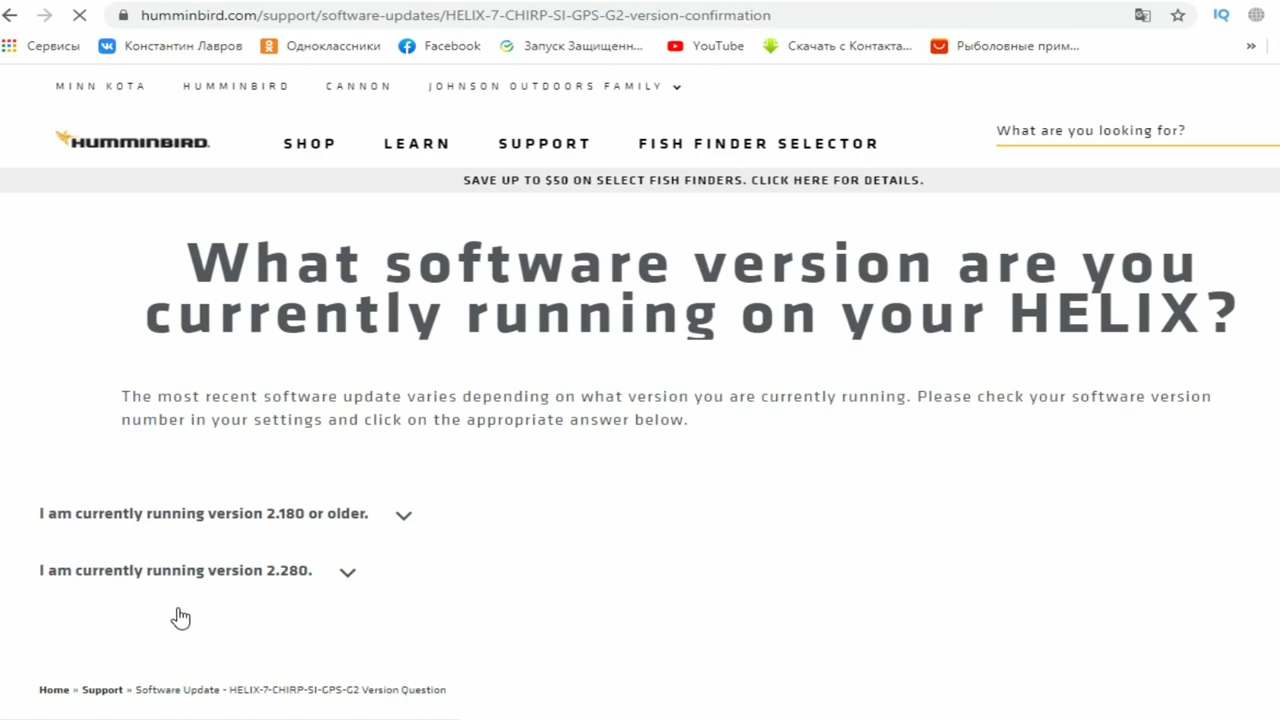 humminbird.com/support/software-updates/HELIX-7-CHIRP-SI-GPS-G2-version-confirmation
IQ
Сервисы Константин Лавров Одноклассники Facebook Запуск Защищенн... YouTube Скачать с Контакта... Рыболовные прим... »
MINN KOTA HUMMINBIRD CANNON JOHNSON OUTDOORS FAMILY
What are you looking for?
HUMMINBIRD. SHOP LEARN SUPPORT FISH FINDER SELECTOR
SAVE UP TO $50 ON SELECT FISH FINDERS. CLICK HERE FOR DETAILS.
What software version are you
currently running on your HELIX?
The most recent software update varies depending on what version you are currently running. Please check your software version
number in your settings and click on the appropriate answer below.
I am currently running version 2.180 or older.
I am currently running version 2.280.
Home » Support » Software Update - HELIX-7-CHIRP-SI-GPS-G2 Version Question